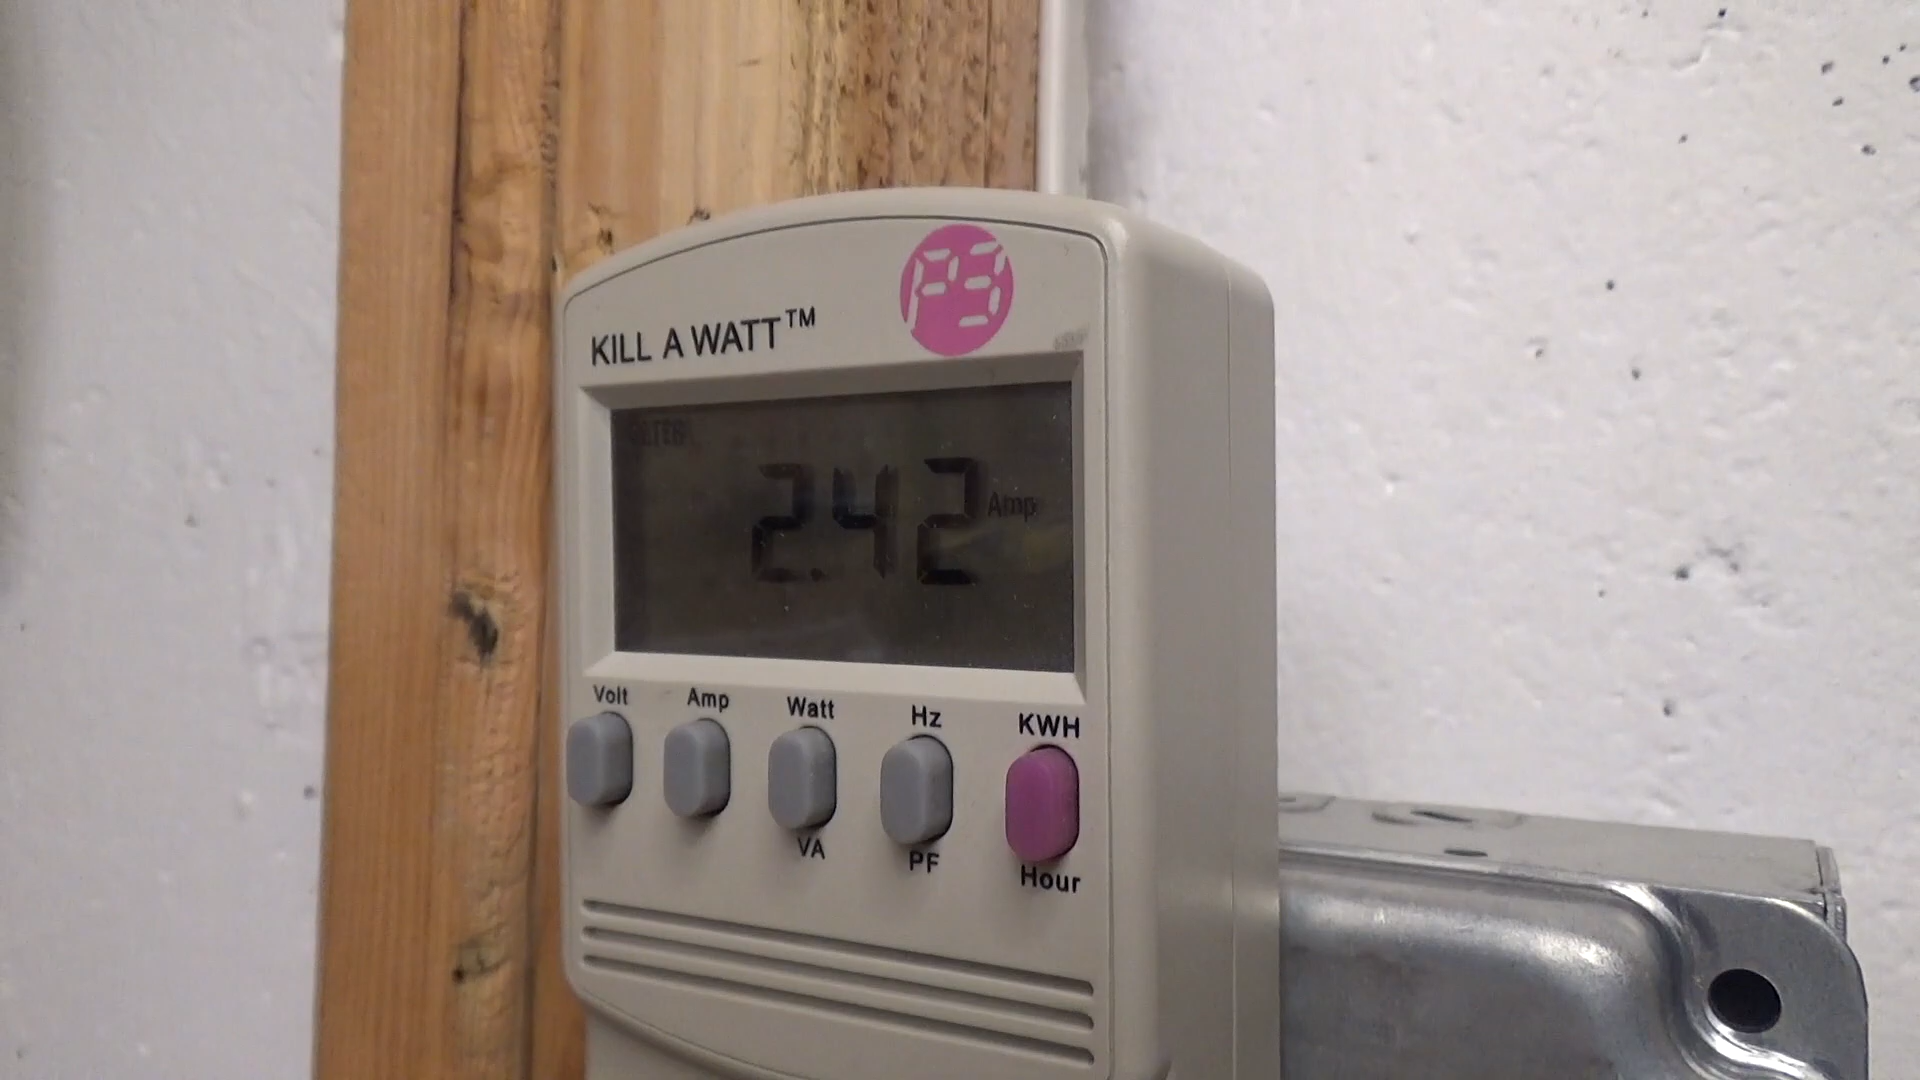 P3
KILL A WATT™
2.42 Amp
Volt Amp Watt Hz KWH
VA PF Hour